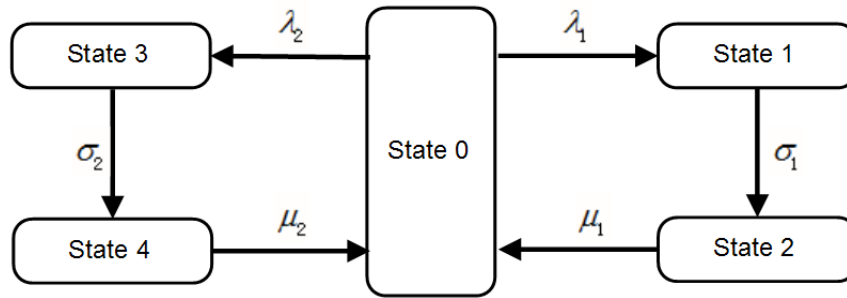 λ₂
λ₁
State 3
State 1
State 0
σ₂
σ₁
μ₂
μ₁
State 4
State 2